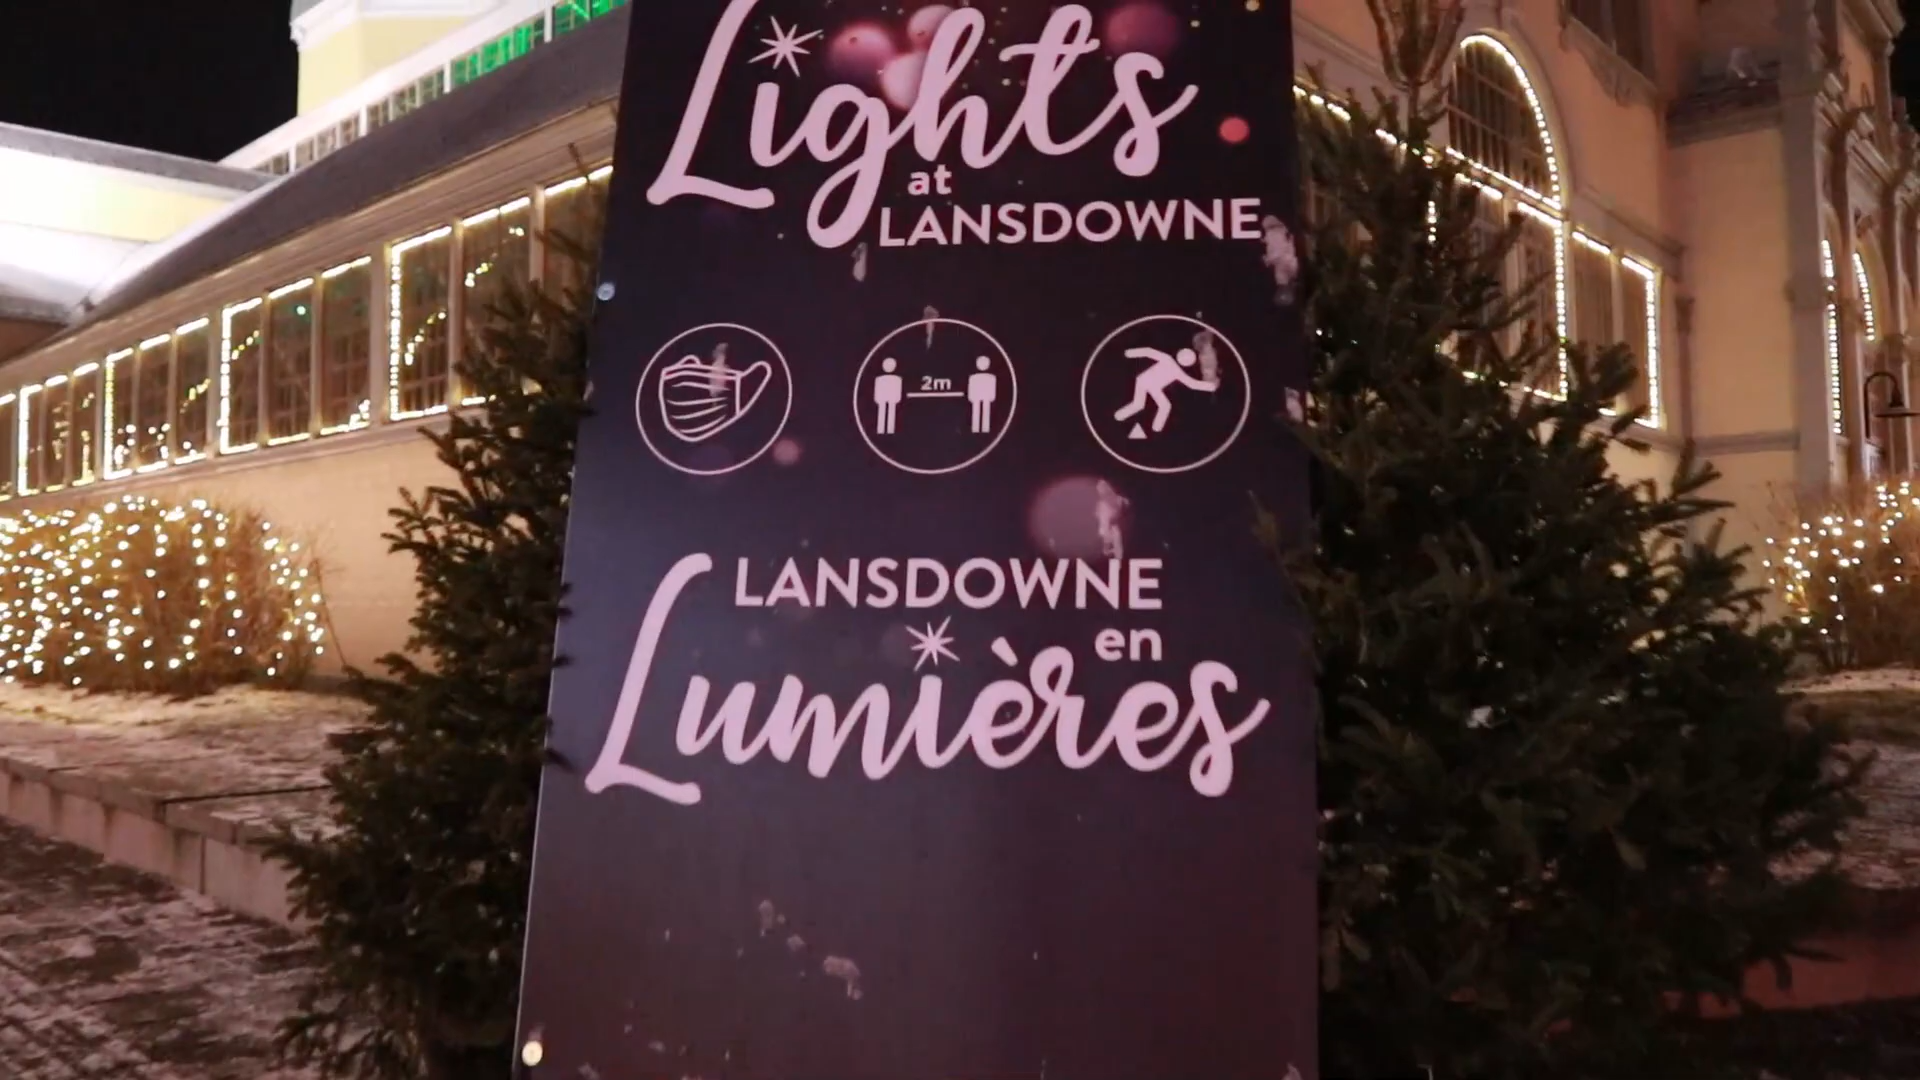 Lights
at
LANSDOWNE
2m
LANSDOWNE
en
Lumières